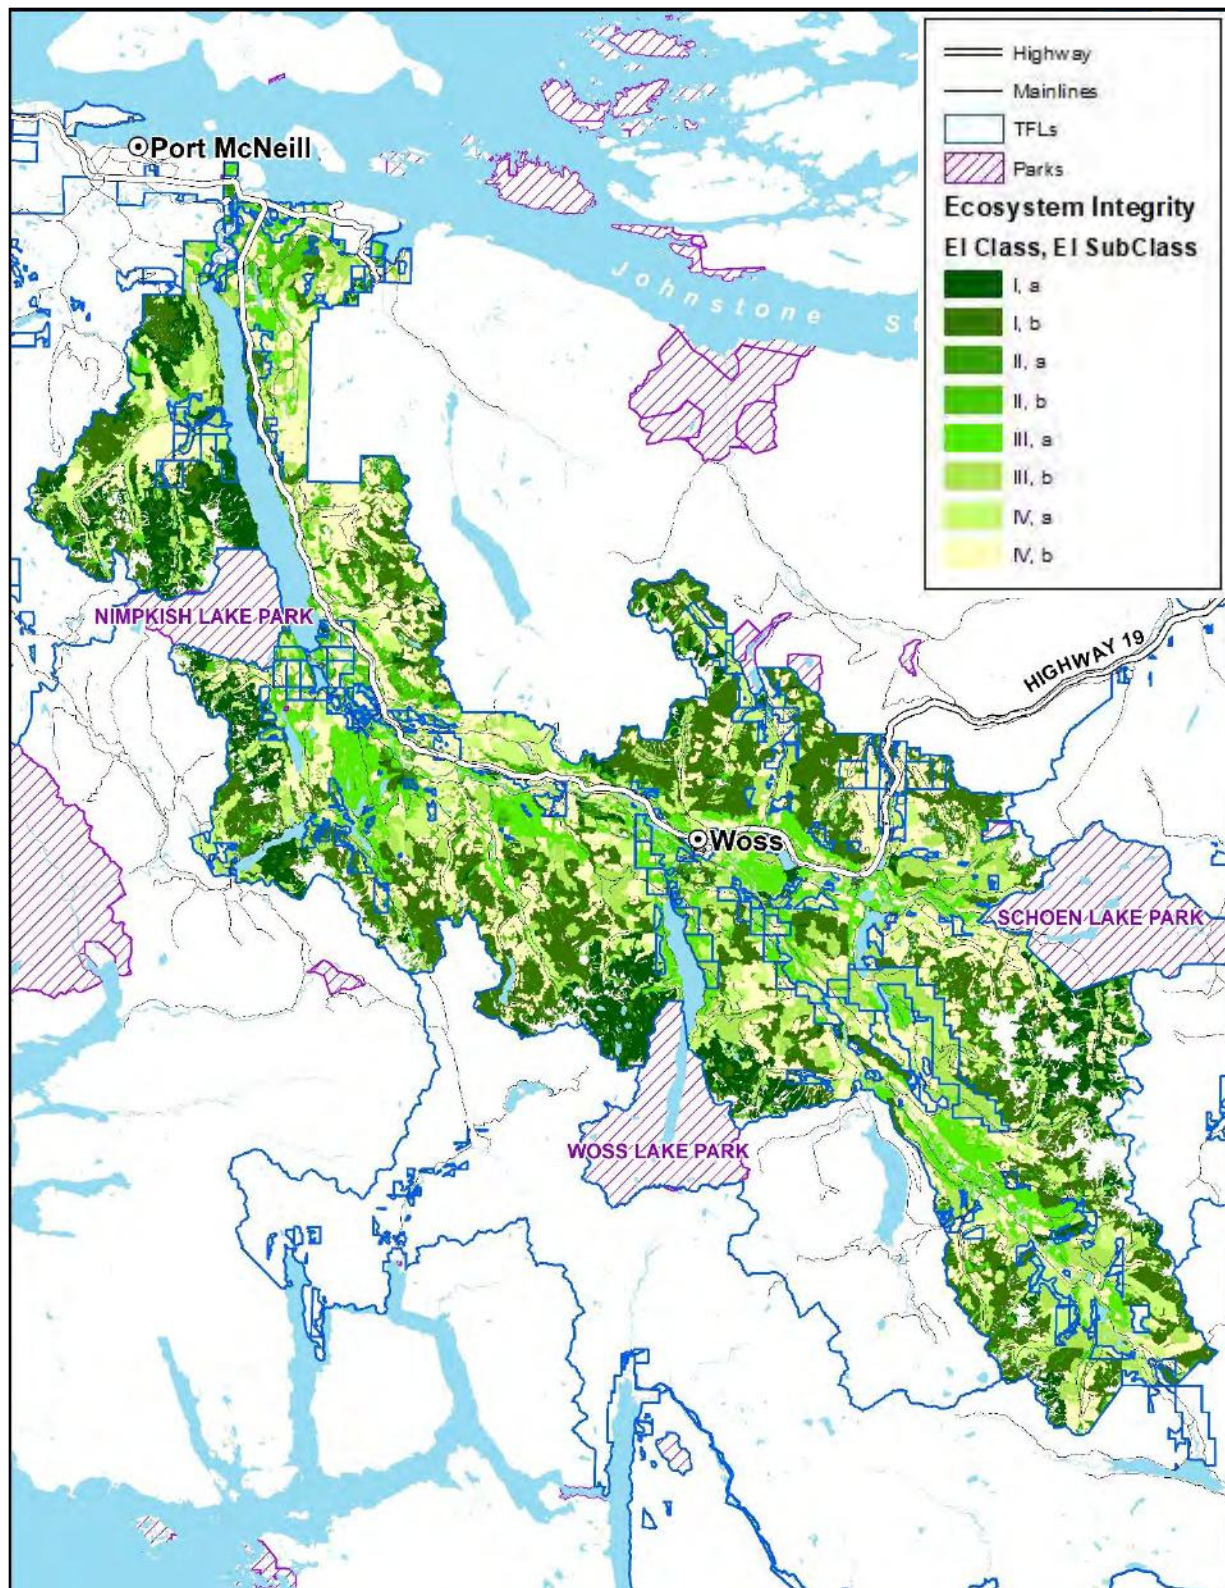 Highway
Mainlines
TFLs
Parks
Ecosystem Integrity
EI Class, EI SubClass
I, a
I, b
II, a
II, b
III, a
III, b
IV, a
IV, b
Port McNeill
Johnstone St
NIMPKISH LAKE PARK
HIGHWAY 19
Woss
SCHOEN LAKE PARK
WOSS LAKE PARK